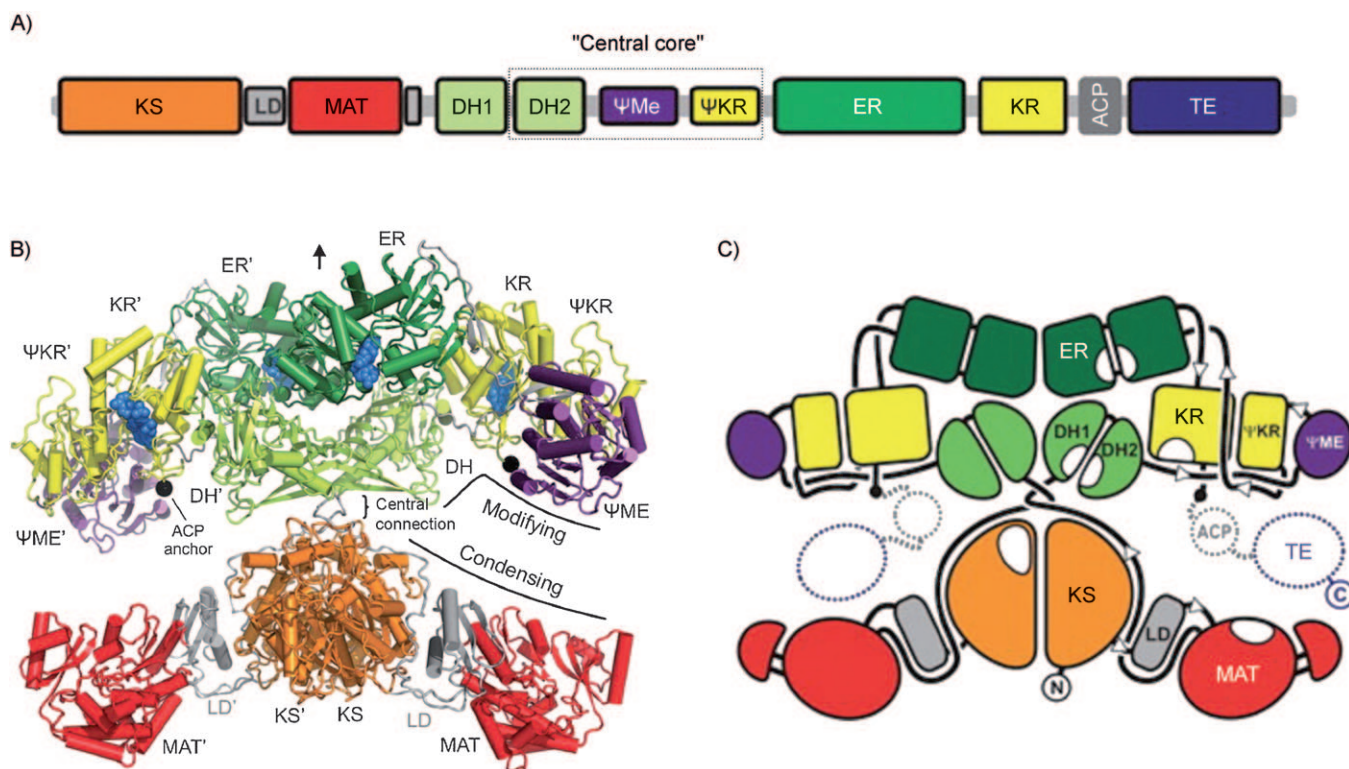 A)
"Central core"
KS LD MAT DH1 DH2 ΨMe ΨKR ER KR ACP TE
B)
ER
ER'
KR
KR'
ΨKR
ΨKR'
DH
DH'
ΨME'
ACP
anchor
Central
connection
Modifying
ΨME
Condensing
LD'
KS' KS
LD
MAT'
MAT
C)
ER
KR
ΨKR
ΨME
DH1
DH2
ACP
TE
C
KS
LD
MAT
N